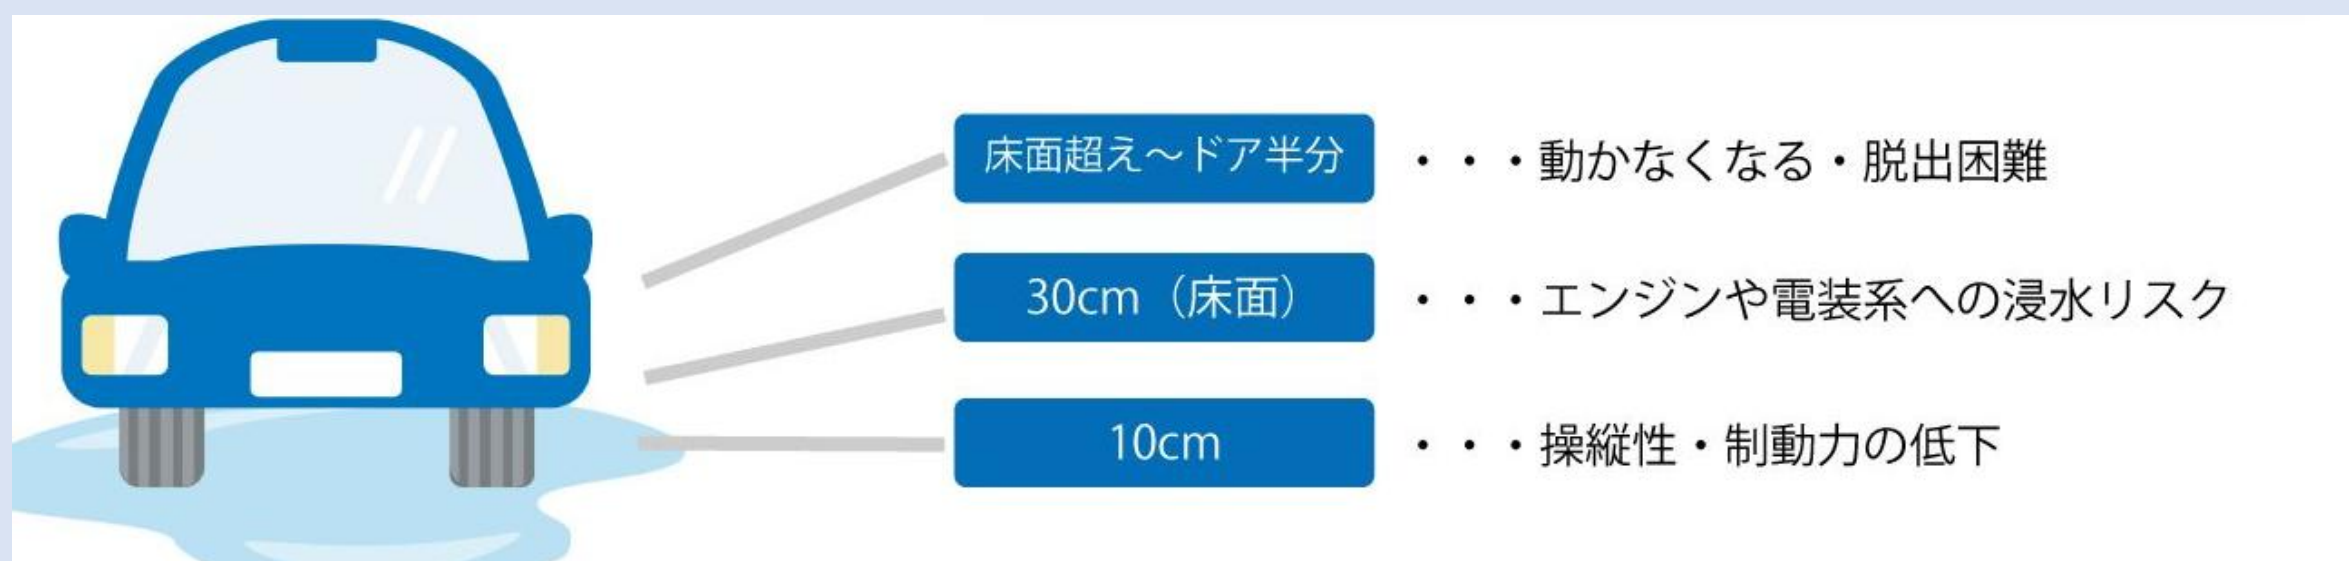 床面超え～ドア半分 ・・・動かなくなる・脱出困難
30cm（床面） ・・・エンジンや電装系への浸水リスク
10cm ・・・操縦性・制動力の低下